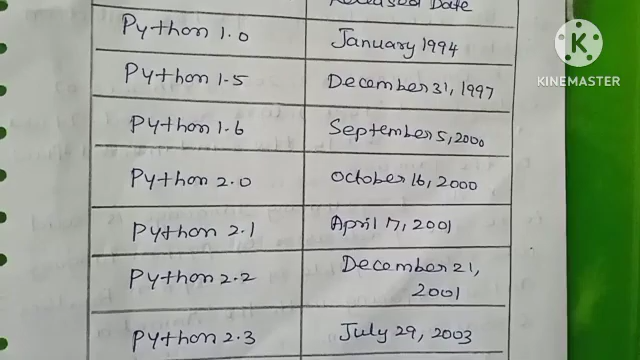 Released Date
Python 1.0 January 1994
Python 1.5 December 31, 1997
Python 1.6 September 5, 2000
Python 2.0 October 16, 2000
Python 2.1 April 17, 2001
Python 2.2 December 21,
2001
Python 2.3 July 29, 2003
KINEMASTER